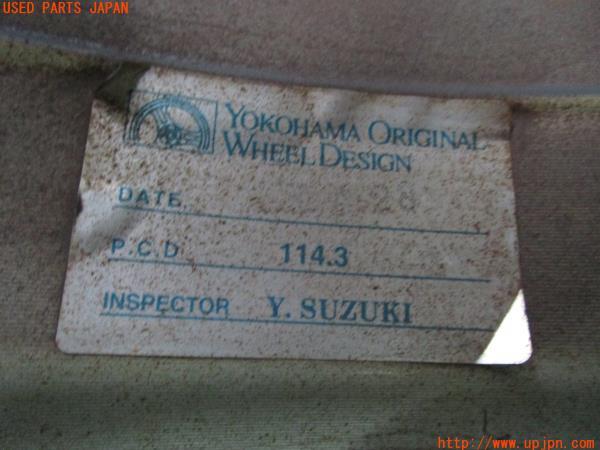 USED PARTS JAPAN
YOKOHAMA ORIGINAL
WHEEL DESIGN
DATE
P.C.D 114.3
INSPECTOR Y. SUZUKI
http://www.upjpn.com